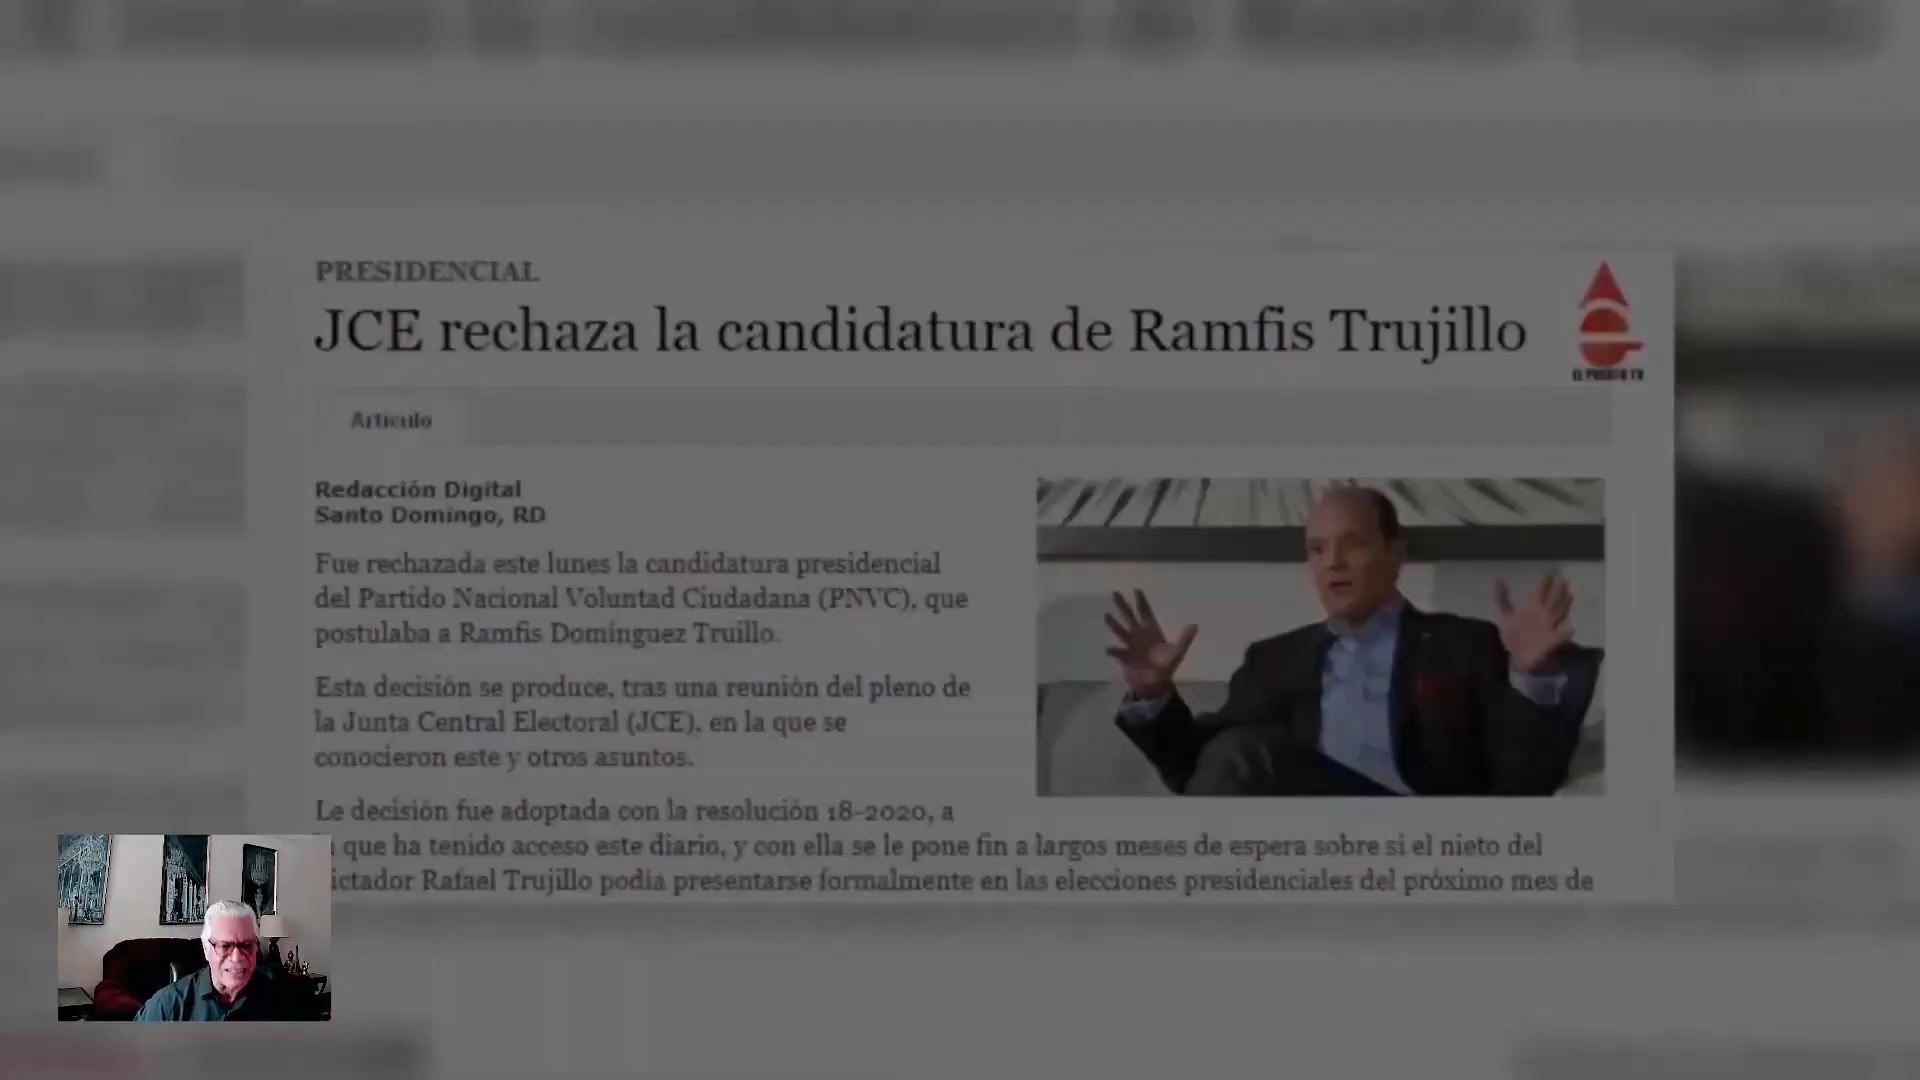 PRESIDENCIAL
JCE rechaza la candidatura de Ramfis Trujillo
EL PUEBLO TV
Artículo
Redacción Digital
Santo Domingo, RD
Fue rechazada este lunes la candidatura presidencial
del Partido Nacional Voluntad Ciudadana (PNVC), que
postulaba a Ramfis Domínguez Truillo.
Esta decisión se produce, tras una reunión del pleno de
la Junta Central Electoral (JCE), en la que se
conocieron este y otros asuntos.
Le decisión fue adoptada con la resolución 18-2020, a
que ha tenido acceso este diario, y con ella se le pone fin a largos meses de espera sobre si el nieto del
ictador Rafael Trujillo podía presentarse formalmente en las elecciones presidenciales del próximo mes de